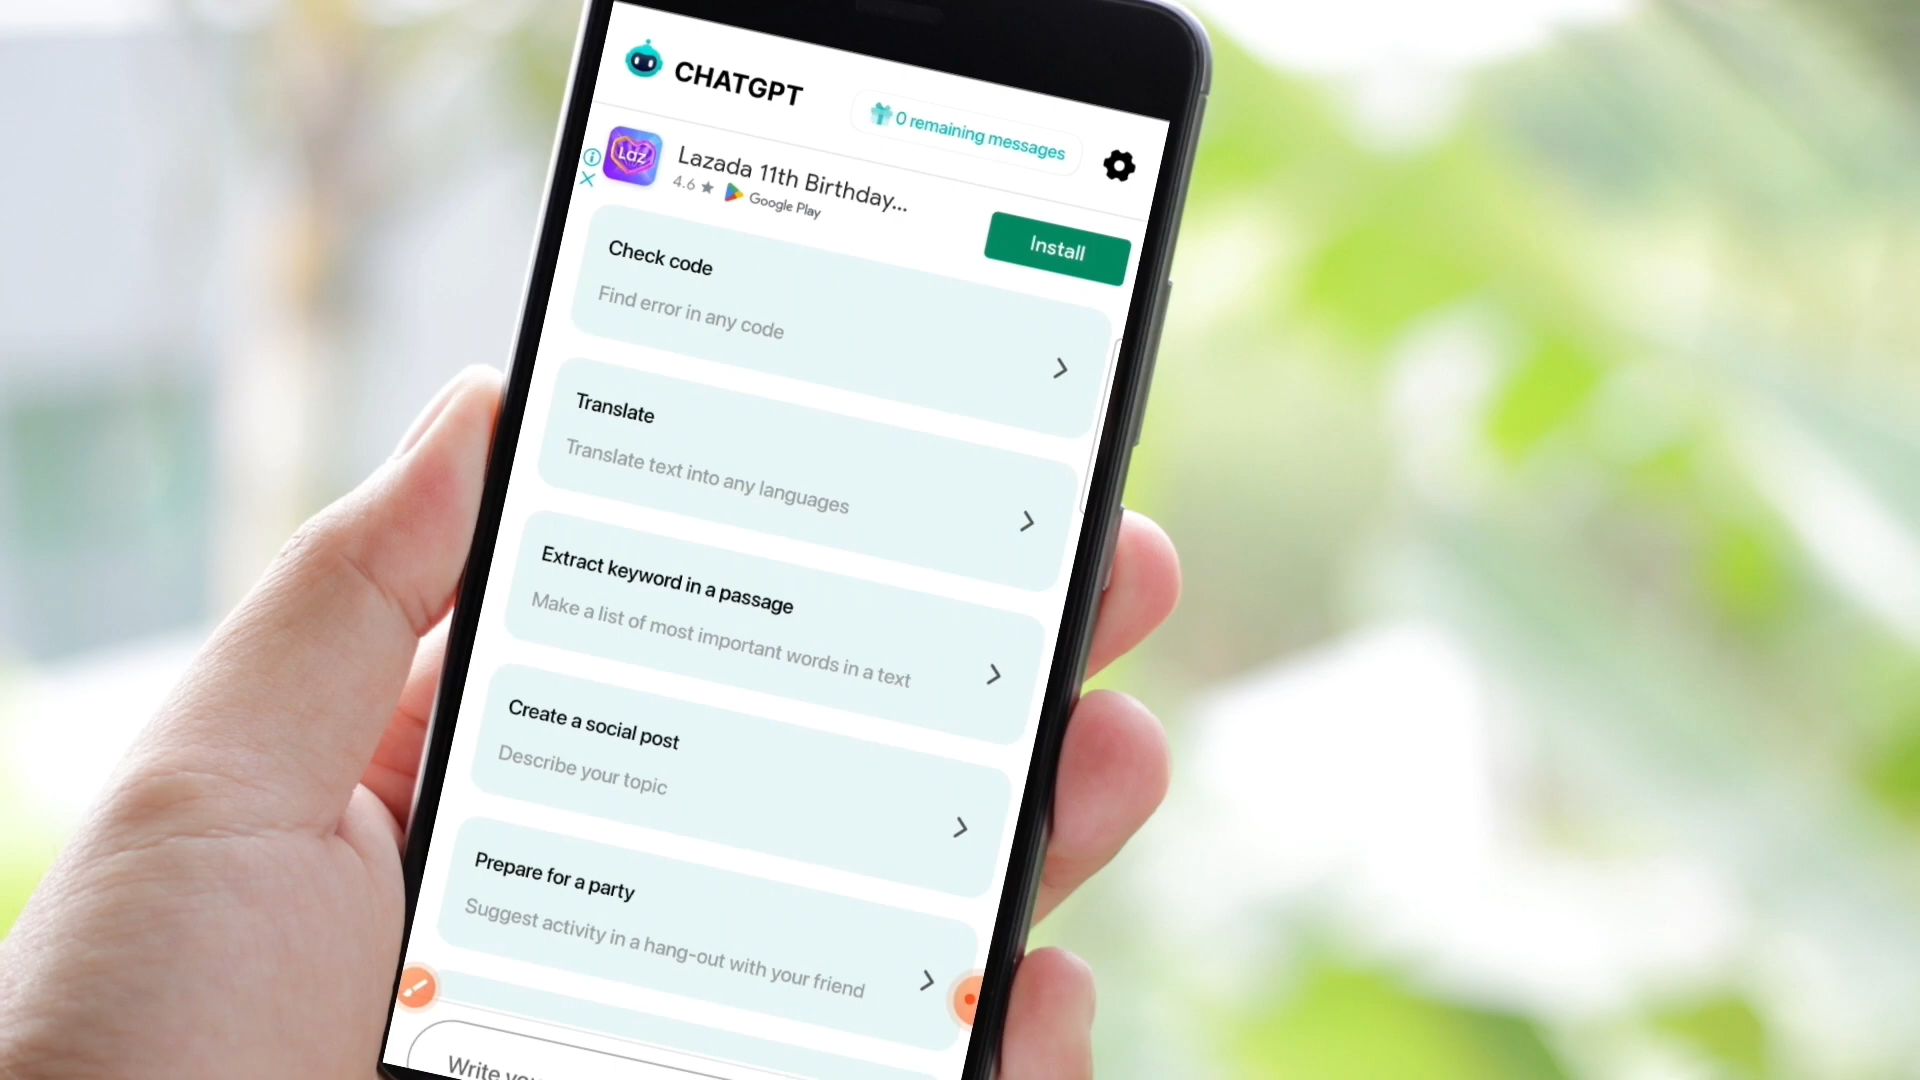 CHATGPT
0 remaining messages
Laz
Lazada 11th Birthday...
4.6 ★ Google Play
Install
Check code
Find error in any code
Translate
Translate text into any languages
Extract keyword in a passage
Make a list of most important words in a text
Create a social post
Describe your topic
Prepare for a party
Suggest activity in a hang-out with your friend
Write